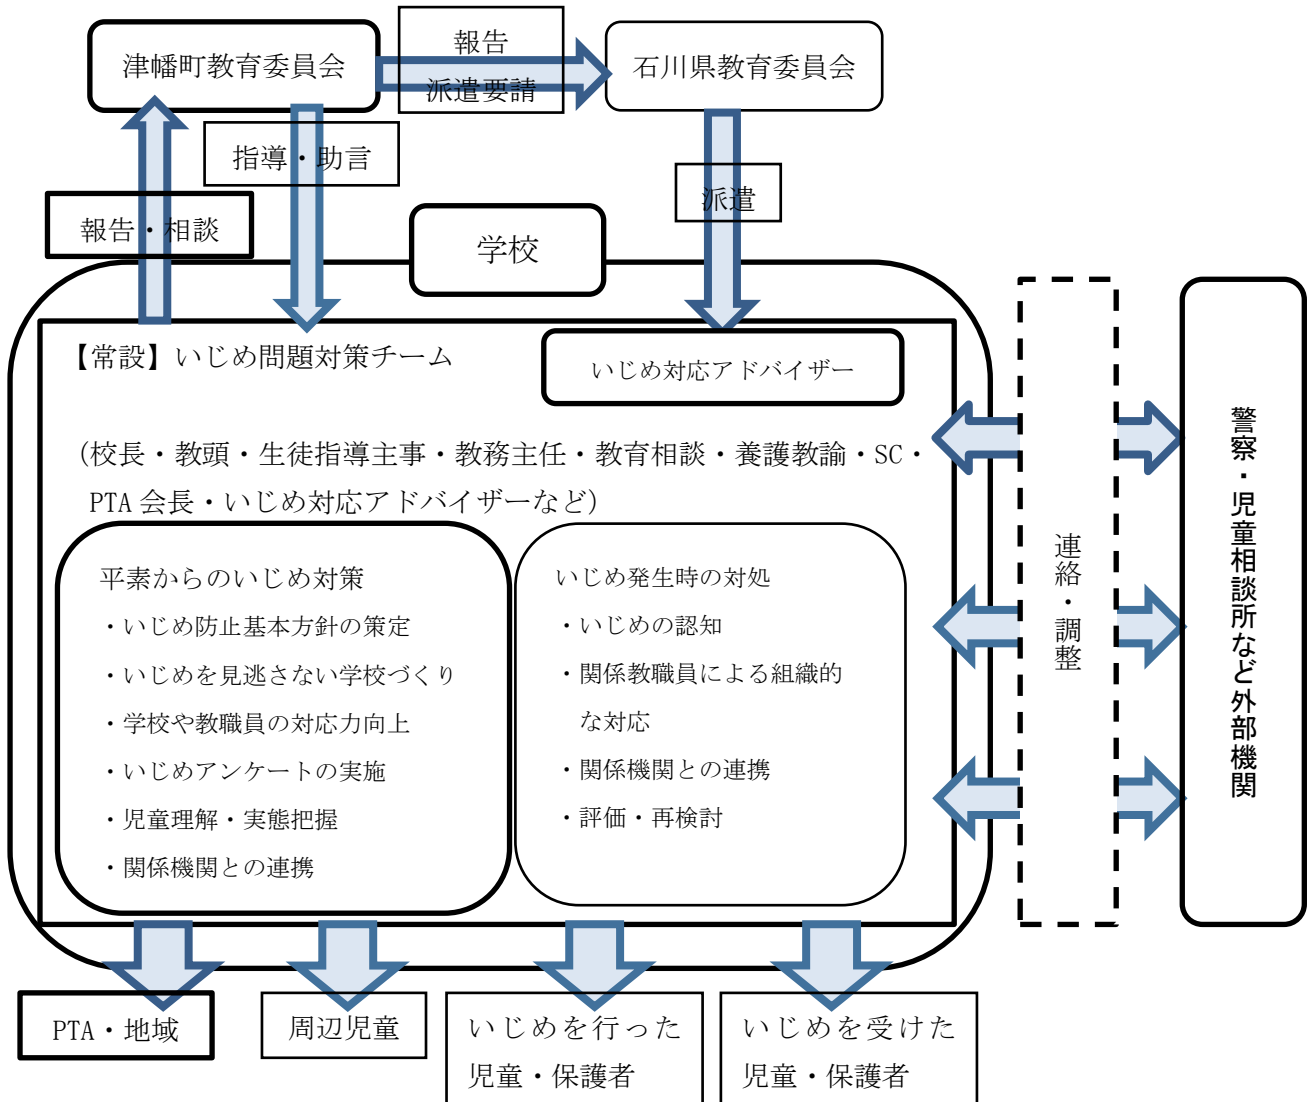 津幡町教育委員会
報告
派遣要請
石川県教育委員会
指導・助言
派遣
報告・相談
学校
【常設】いじめ問題対策チーム
いじめ対応アドバイザー
（校長・教頭・生徒指導主事・教務主任・教育相談・養護教諭・SC・
PTA 会長・いじめ対応アドバイザーなど）
平素からのいじめ対策
・いじめ防止基本方針の策定
・いじめを見逃さない学校づくり
・学校や教職員の対応力向上
・いじめアンケートの実施
・児童理解・実態把握
・関係機関との連携
いじめ発生時の対処
・いじめの認知
・関係教職員による組織的
な対応
・関係機関との連携
・評価・再検討
連絡・調整
警察・児童相談所など外部機関
PTA・地域
周辺児童
いじめを行った
児童・保護者
いじめを受けた
児童・保護者